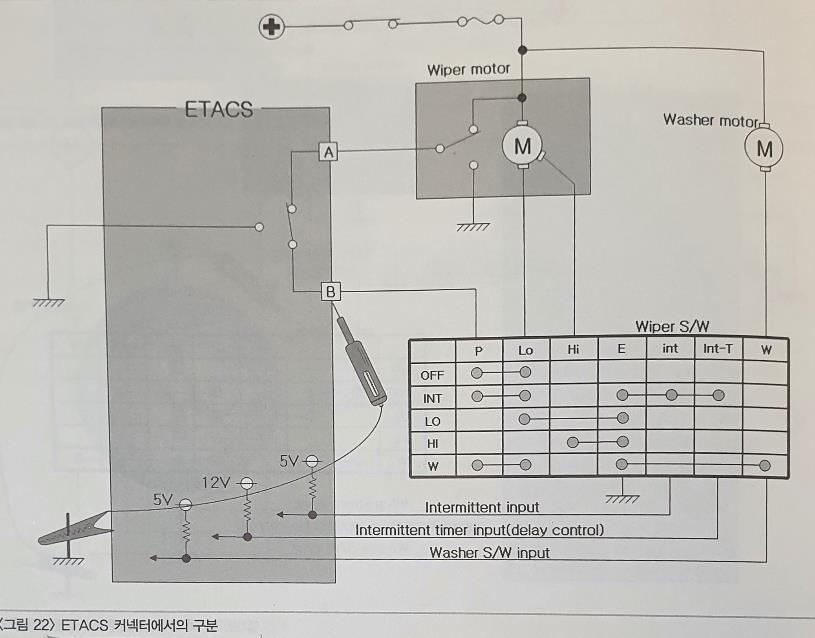 Wiper motor
ETACS
Washer motor
A
M
M
B
Wiper S/W
P Lo Hi E int Int-T W
OFF
INT
LO
HI
W
5V
12V
5V
Intermittent input
Intermittent timer input(delay control)
Washer S/W input
〈그림 22〉 ETACS 커넥터에서의 구분